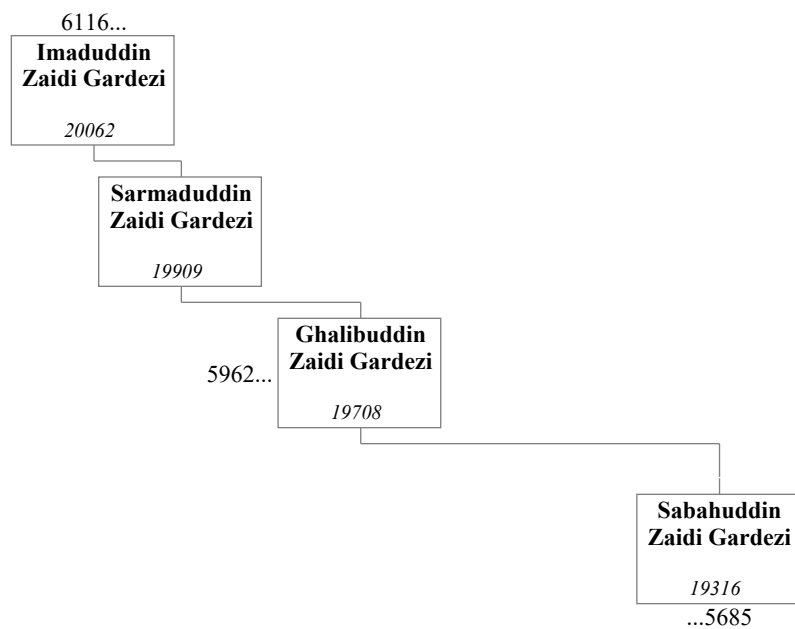 6116...
Imaduddin
Zaidi Gardezi
20062
Sarmaduddin
Zaidi Gardezi
19909
Ghalibuddin
Zaidi Gardezi
5962...
19708
Sabahuddin
Zaidi Gardezi
19316
...5685